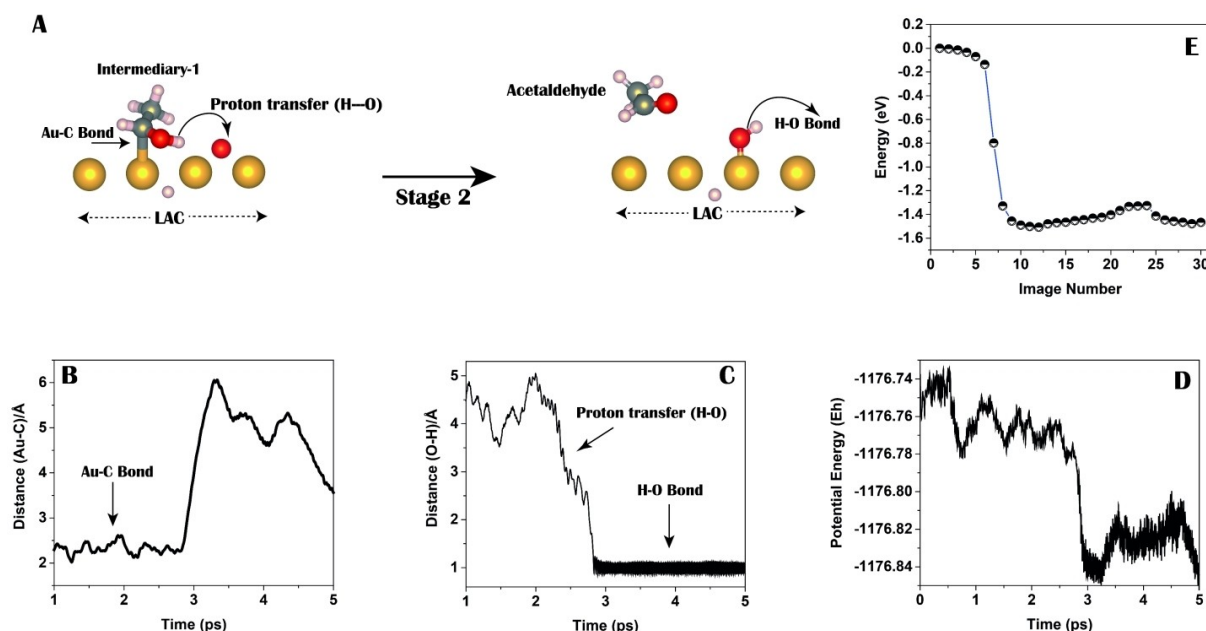 A
Intermediary-1
Proton transfer (H---O)
Au-C Bond
LAC
Stage 2
Acetaldehyde
H-O Bond
LAC
E
Energy (eV)
0.2
0.0
-0.2
-0.4
-0.6
-0.8
-1.0
-1.2
-1.4
-1.6
0 5 10 15 20 25 30
Image Number
B
Distance (Au-C)/Å
6
5
4
3
2
Au-C Bond
1 2 3 4 5
Time (ps)
C
Distance (O-H)/Å
5
4
3
2
1
Proton transfer (H-O)
H-O Bond
1 2 3 4 5
Time (ps)
D
Potential Energy (Eh)
-1176.74
-1176.76
-1176.80
-1176.82
-1176.84
0 1 2 3 4 5
Time (ps)